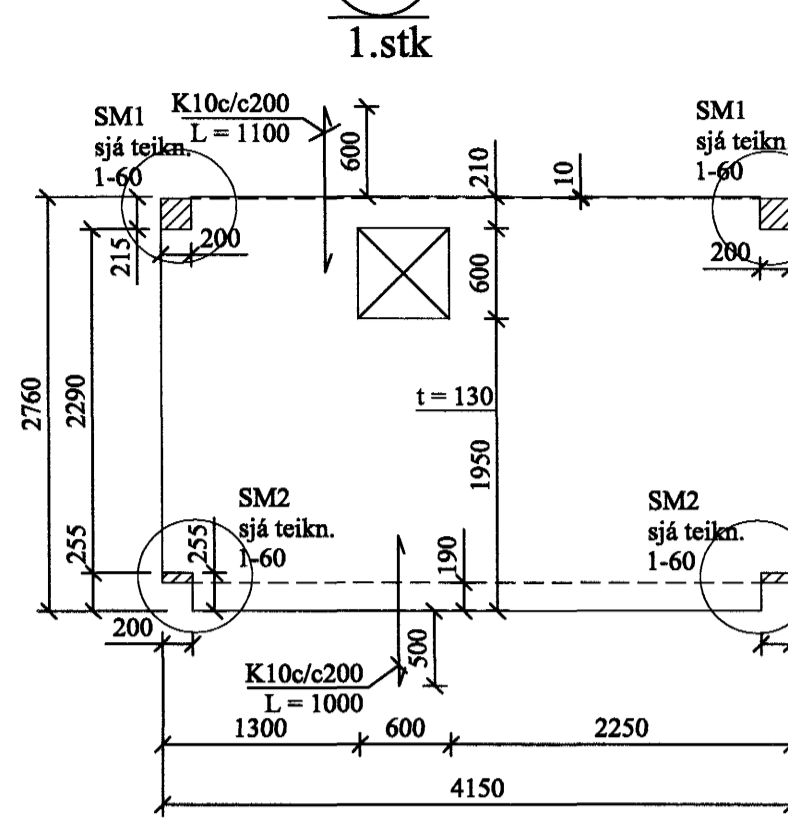 1.stk
K10c/c200
L = 1100
SM1
sjá teikn.
1-60
SM1
sjá teikn.
1-60
600
210
10
200
215
200
600
2760
2290
t = 130
1950
SM2
sjá teikn.
1-60
SM2
sjá teikn.
1-60
255
255
190
200
500
K10c/c200
L = 1000
1300
600
2250
4150